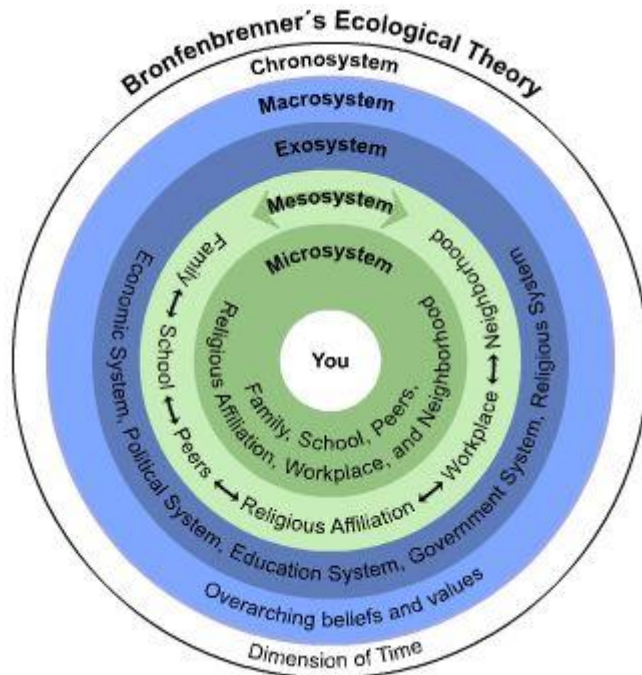 Bronfenbrenner´s Ecological Theory
Chronosystem
Macrosystem
Exosystem
Mesosystem
Microsystem
You
Family, School, Peers,
Religious Affiliation, Workplace, and Neighborhood
Family ↔ School ↔ Peers ↔ Religious Affiliation ↔ Workplace ↔ Neighborhood
Economic System, Political System, Education System, Government System, Religious System
Overarching beliefs and values
Dimension of Time